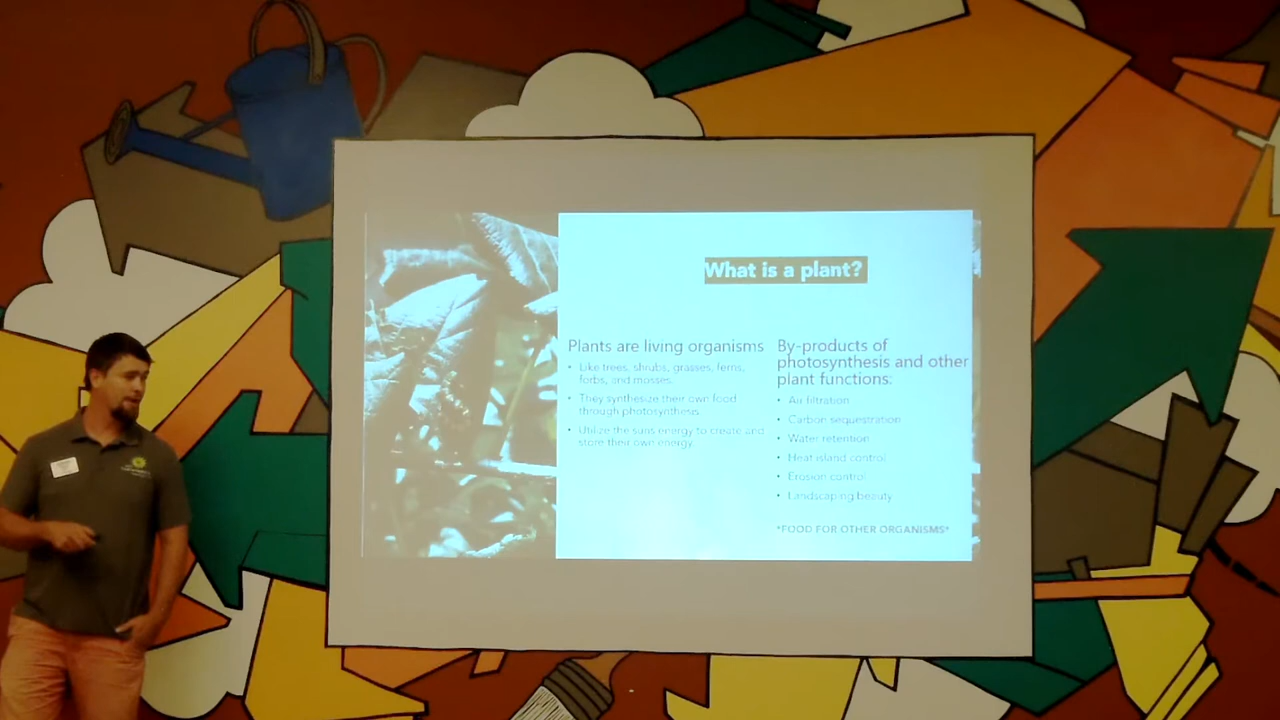 What is a plant?
Plants are living organisms
• Like trees, shrubs, grasses, ferns,
forbs, and mosses.
• They synthesize their own food
through photosynthesis.
• Utilize the suns energy to create and
store their own energy.
By-products of
photosynthesis and other
plant functions:
• Air filtration
• Carbon sequestration
• Water retention
• Heat island control
• Erosion control
• Landscaping beauty
*FOOD FOR OTHER ORGANISMS*